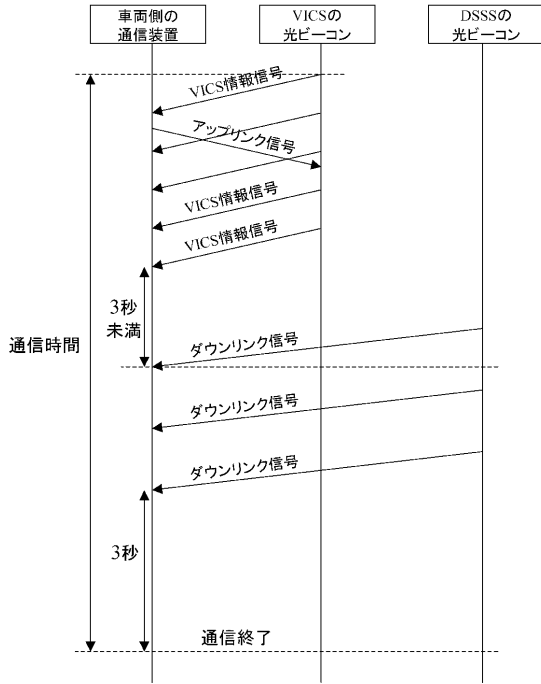 車両側の
通信装置
VICSの
光ビーコン
DSSSの
光ビーコン
VICS情報信号
アップリンク信号
VICS情報信号
VICS情報信号
3秒
未満
通信時間
ダウンリンク信号
ダウンリンク信号
ダウンリンク信号
3秒
通信終了